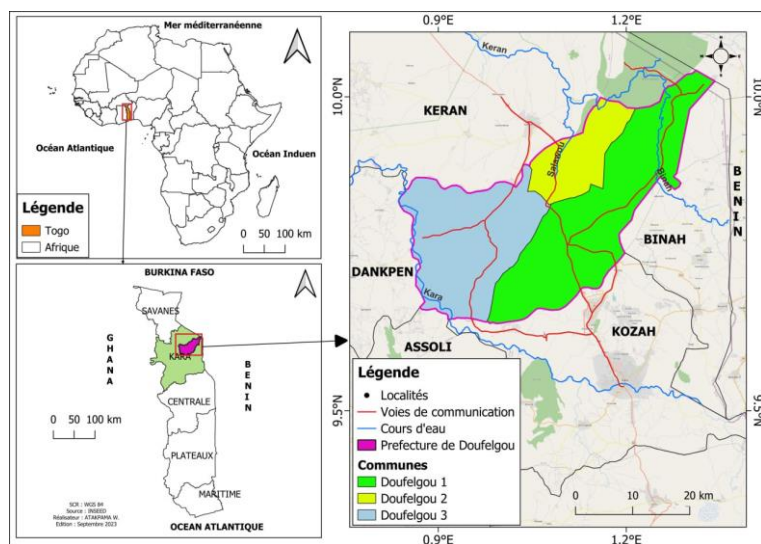 Mer méditerranéenne
Océan Atlantique
Océan Induen
Légende
Togo
Afrique
0 50 100 km
BURKINA FASO
SAVANES
KARA
GHANA
BENIN
CENTRALE
PLATEAUX
MARITIME
0 50 100 km
SCR : WGS 84
Source : INSEED
Réalisateur : ATAKPAMA W.
Edition : Septembre 2023
OCEAN ATLANTIQUE
0.9°E 1.2°E
10.0°N
10.0°N
9.5°N
9.5°N
Keran
KERAN
Binah
BENIN
BINAH
DANKPEN
Kara
KOZAH
ASSOLI
Légende
Localités
Voies de communication
Cours d'eau
Prefecture de Doufelgou
Communes
Doufelgou 1
Doufelgou 2
Doufelgou 3
0 10 20 km
0.9°E 1.2°E